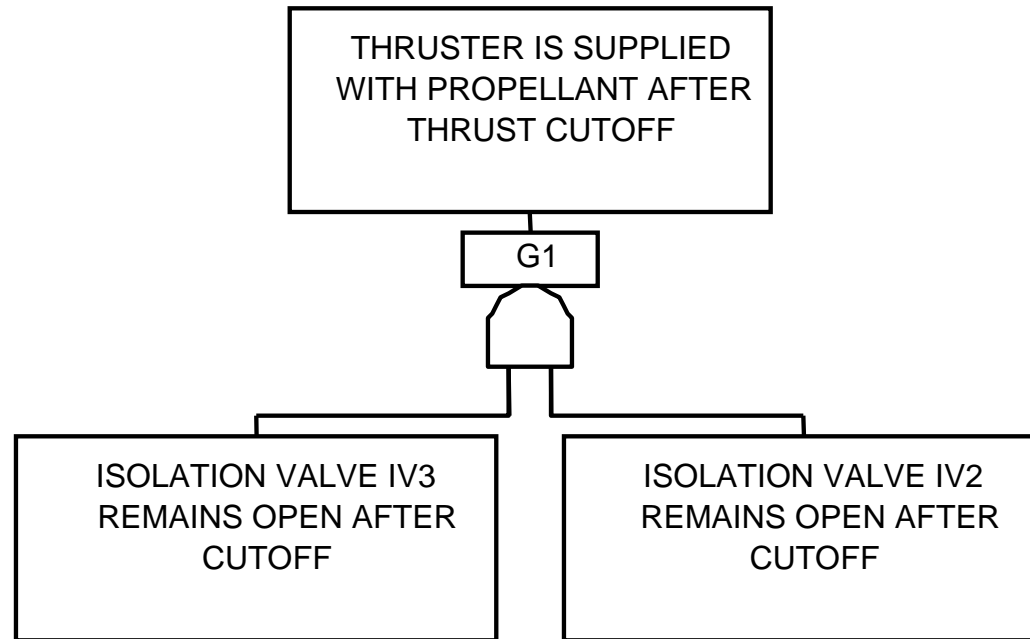 THRUSTER IS SUPPLIED
WITH PROPELLANT AFTER
THRUST CUTOFF
G1
ISOLATION VALVE IV3
REMAINS OPEN AFTER
CUTOFF
ISOLATION VALVE IV2
REMAINS OPEN AFTER
CUTOFF